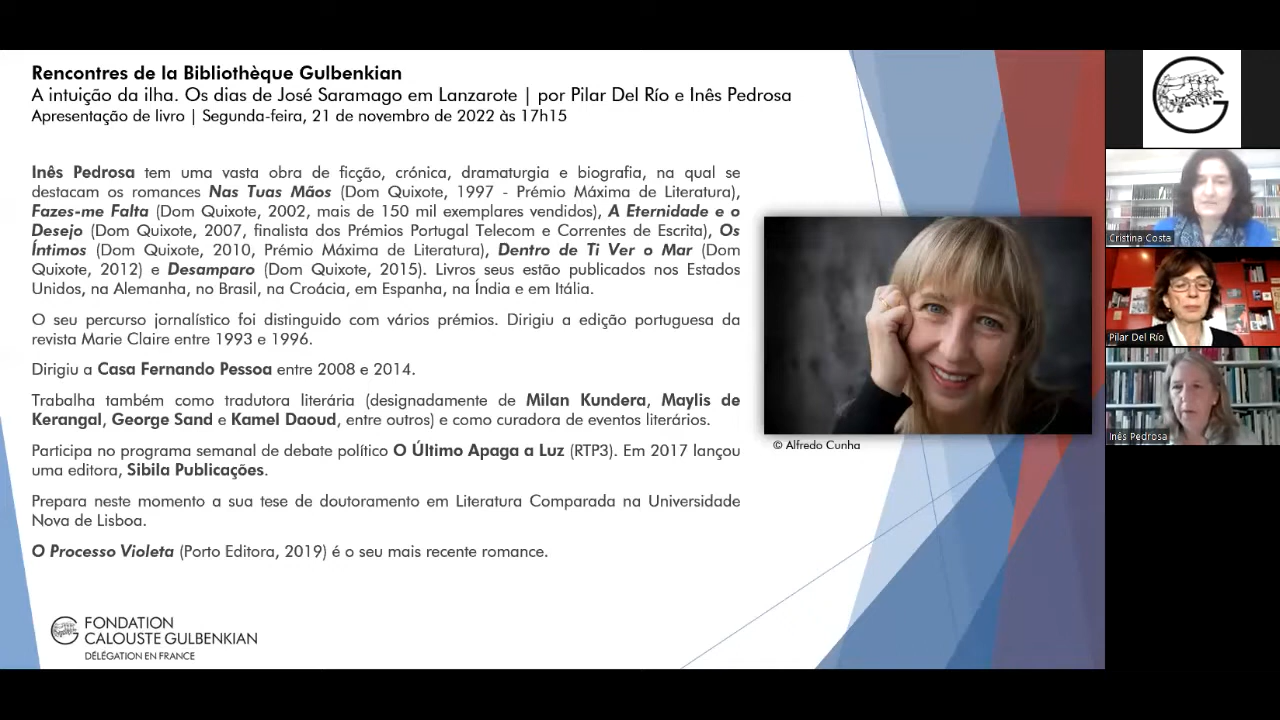 Rencontres de la Bibliothèque Gulbenkian
A intuição da ilha. Os dias de José Saramago em Lanzarote | por Pilar Del Río e Inês Pedrosa
Apresentação de livro | Segunda-feira, 21 de novembro de 2022 às 17h15
Inês Pedrosa tem uma vasta obra de ficção, crónica, dramaturgia e biografia, na qual se
destacam os romances Nas Tuas Mãos (Dom Quixote, 1997 - Prémio Máxima de Literatura),
Fazes-me Falta (Dom Quixote, 2002, mais de 150 mil exemplares vendidos), A Eternidade e o
Desejo (Dom Quixote, 2007, finalista dos Prémios Portugal Telecom e Correntes de Escrita), Os
Íntimos (Dom Quixote, 2010, Prémio Máxima de Literatura), Dentro de Ti Ver o Mar (Dom
Quixote, 2012) e Desamparo (Dom Quixote, 2015). Livros seus estão publicados nos Estados
Unidos, na Alemanha, no Brasil, na Croácia, em Espanha, na Índia e em Itália.
O seu percurso jornalístico foi distinguido com vários prémios. Dirigiu a edição portuguesa da
revista Marie Claire entre 1993 e 1996.
Dirigiu a Casa Fernando Pessoa entre 2008 e 2014.
Trabalha também como tradutora literária (designadamente de Milan Kundera, Maylis de
Kerangal, George Sand e Kamel Daoud, entre outros) e como curadora de eventos literários.
Participa no programa semanal de debate político O Último Apaga a Luz (RTP3). Em 2017 lançou
uma editora, Sibila Publicações.
Prepara neste momento a sua tese de doutoramento em Literatura Comparada na Universidade
Nova de Lisboa.
O Processo Violeta (Porto Editora, 2019) é o seu mais recente romance.
© Alfredo Cunha
FONDATION
CALOUSTE GULBENKIAN
DÉLÉGATION EN FRANCE
Cristina Costa
Pilar Del Río
Inês Pedrosa